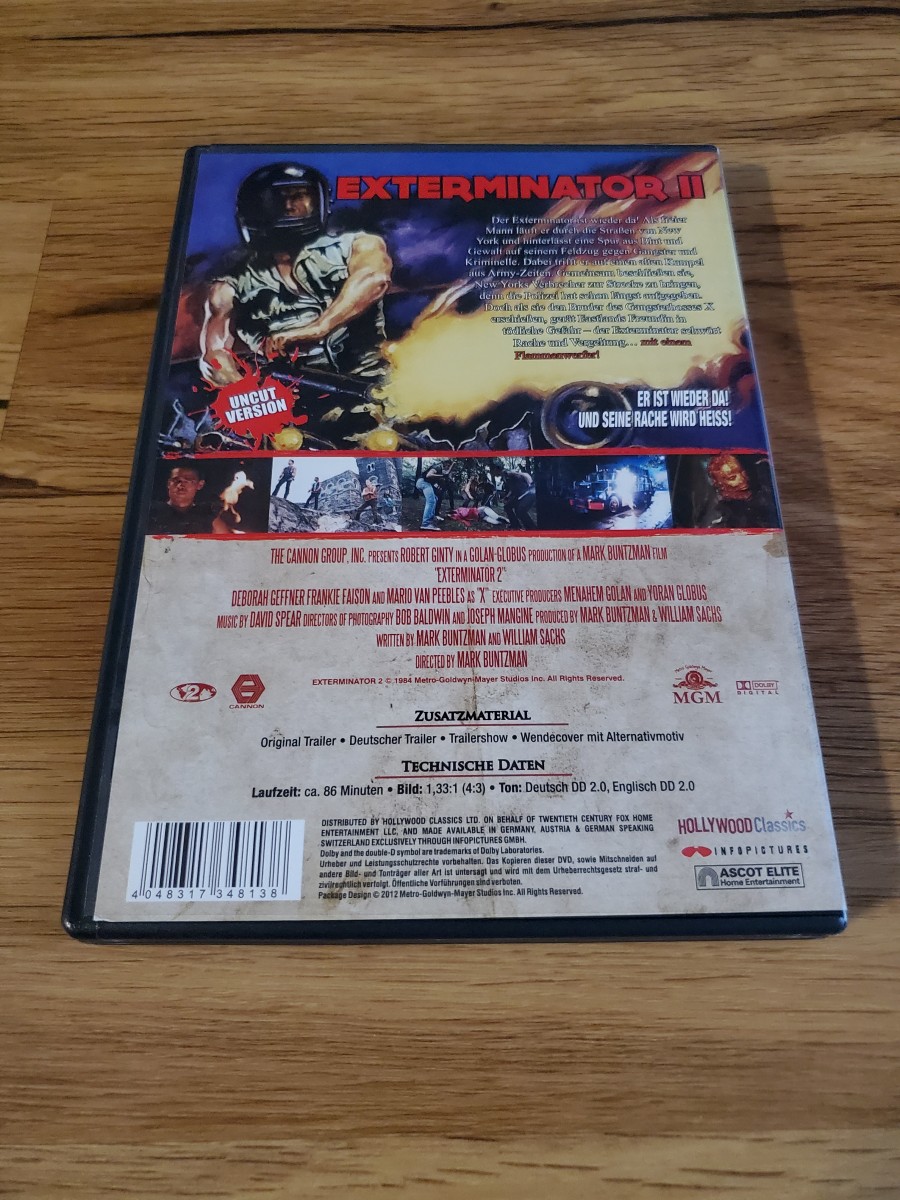 EXTERMINATOR II
Der Exterminator ist wieder da! Als freier
Mann läuft er durch die Straßen von New
York und hinterlässt eine Spur aus Blut und
Gewalt auf seinem Feldzug gegen Gangster und
Kriminelle. Dabei trifft er auf einen alten Kumpel
aus Army-Zeiten. Gemeinsam beschließen sie,
New Yorks Verbrecher zur Strecke zu bringen,
denn die Polizei hat schon längst aufgegeben.
Doch als sie den Bruder des Gangsterbosses X
erschießen, gerät Eastlands Freundin in
tödliche Gefahr – der Exterminator schwört
Rache und Vergeltung... mit einem
Flammenwerfer!
UNCUT
VERSION
ER IST WIEDER DA!
UND SEINE RACHE WIRD HEISS!
THE CANNON GROUP, INC. PRESENTS ROBERT GINTY IN A GOLAN-GLOBUS PRODUCTION OF A MARK BUNTZMAN FILM
"EXTERMINATOR 2"
DEBORAH GEFFNER FRANKIE FAISON AND MARIO VAN PEEBLES AS "X" EXECUTIVE PRODUCERS MENAHEM GOLAN AND YORAN GLOBUS
MUSIC BY DAVID SPEAR DIRECTORS OF PHOTOGRAPHY BOB BALDWIN AND JOSEPH MANGINE PRODUCED BY MARK BUNTZMAN & WILLIAM SACHS
WRITTEN BY MARK BUNTZMAN AND WILLIAM SACHS
DIRECTED BY MARK BUNTZMAN
EXTERMINATOR 2 © 1984 Metro-Goldwyn-Mayer Studios Inc. All Rights Reserved.
2
CANNON
MGM
DOLBY
DIGITAL
ZUSATZMATERIAL
Original Trailer • Deutscher Trailer • Trailershow • Wendecover mit Alternativmotiv
TECHNISCHE DATEN
Laufzeit: ca. 86 Minuten • Bild: 1,33:1 (4:3) • Ton: Deutsch DD 2.0, Englisch DD 2.0
DISTRIBUTED BY HOLLYWOOD CLASSICS LTD. ON BEHALF OF TWENTIETH CENTURY FOX HOME
ENTERTAINMENT LLC, AND MADE AVAILABLE IN GERMANY, AUSTRIA & GERMAN SPEAKING
SWITZERLAND EXCLUSIVELY THROUGH INFOPICTURES GMBH.
Dolby and the double-D symbol are trademarks of Dolby Laboratories.
Urheber und Leistungsschutzrechte vorbehalten. Das Kopieren dieser DVD, sowie Mitschneiden auf
andere Bild- und Tonträger aller Art ist untersagt und wird mit dem Urheberrechtsgesetz straf- und
zivilrechtlich verfolgt. Öffentliche Vorführungen sind verboten.
Package Design © 2012 Metro-Goldwyn-Mayer Studios Inc. All Rights Reserved.
4 048317 348138
HOLLYWOOD Classics
INFOPICTURES
ASCOT ELITE
Home Entertainment